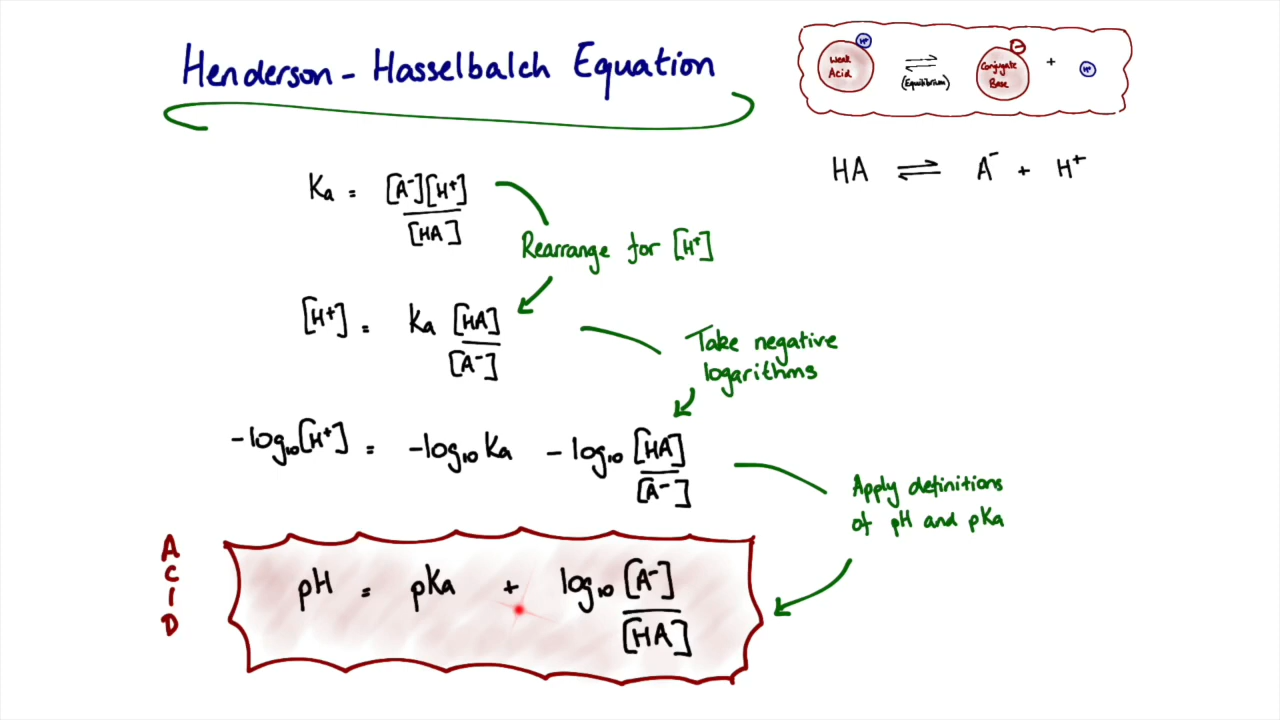 Henderson - Hasselbalch Equation
H+
Weak
Acid
⇌
(Equilibrium)
−
Conjugate
Base
+
H+
HA ⇌ A⁻ + H⁺
Ka = [A⁻][H⁺]
[HA]
Rearrange for [H⁺]
[H⁺] = Ka [HA]
[A⁻]
Take negative
logarithms
-log₁₀[H⁺] = -log₁₀ Ka - log₁₀ [HA]
[A⁻]
Apply definitions
of pH and pKa
A
C
I
D
pH = pKa + log₁₀ [A⁻]
[HA]